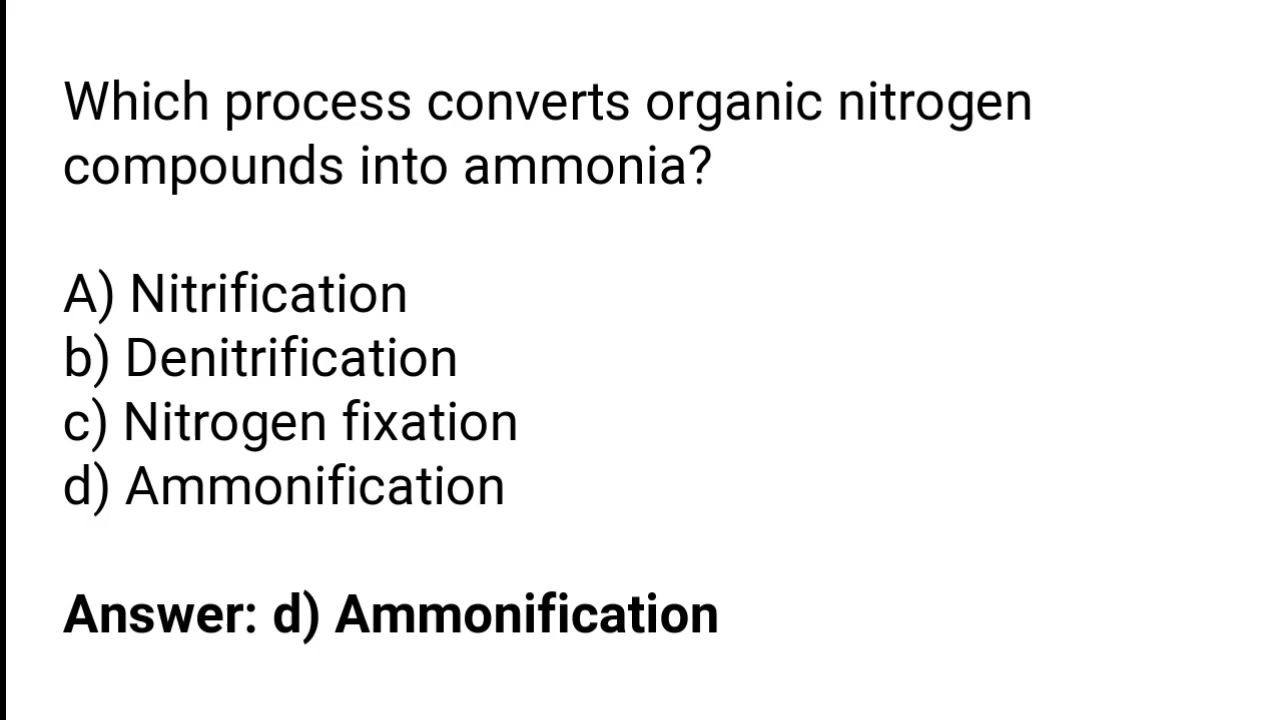 Which process converts organic nitrogen
compounds into ammonia?
A) Nitrification
b) Denitrification
c) Nitrogen fixation
d) Ammonification
Answer: d) Ammonification